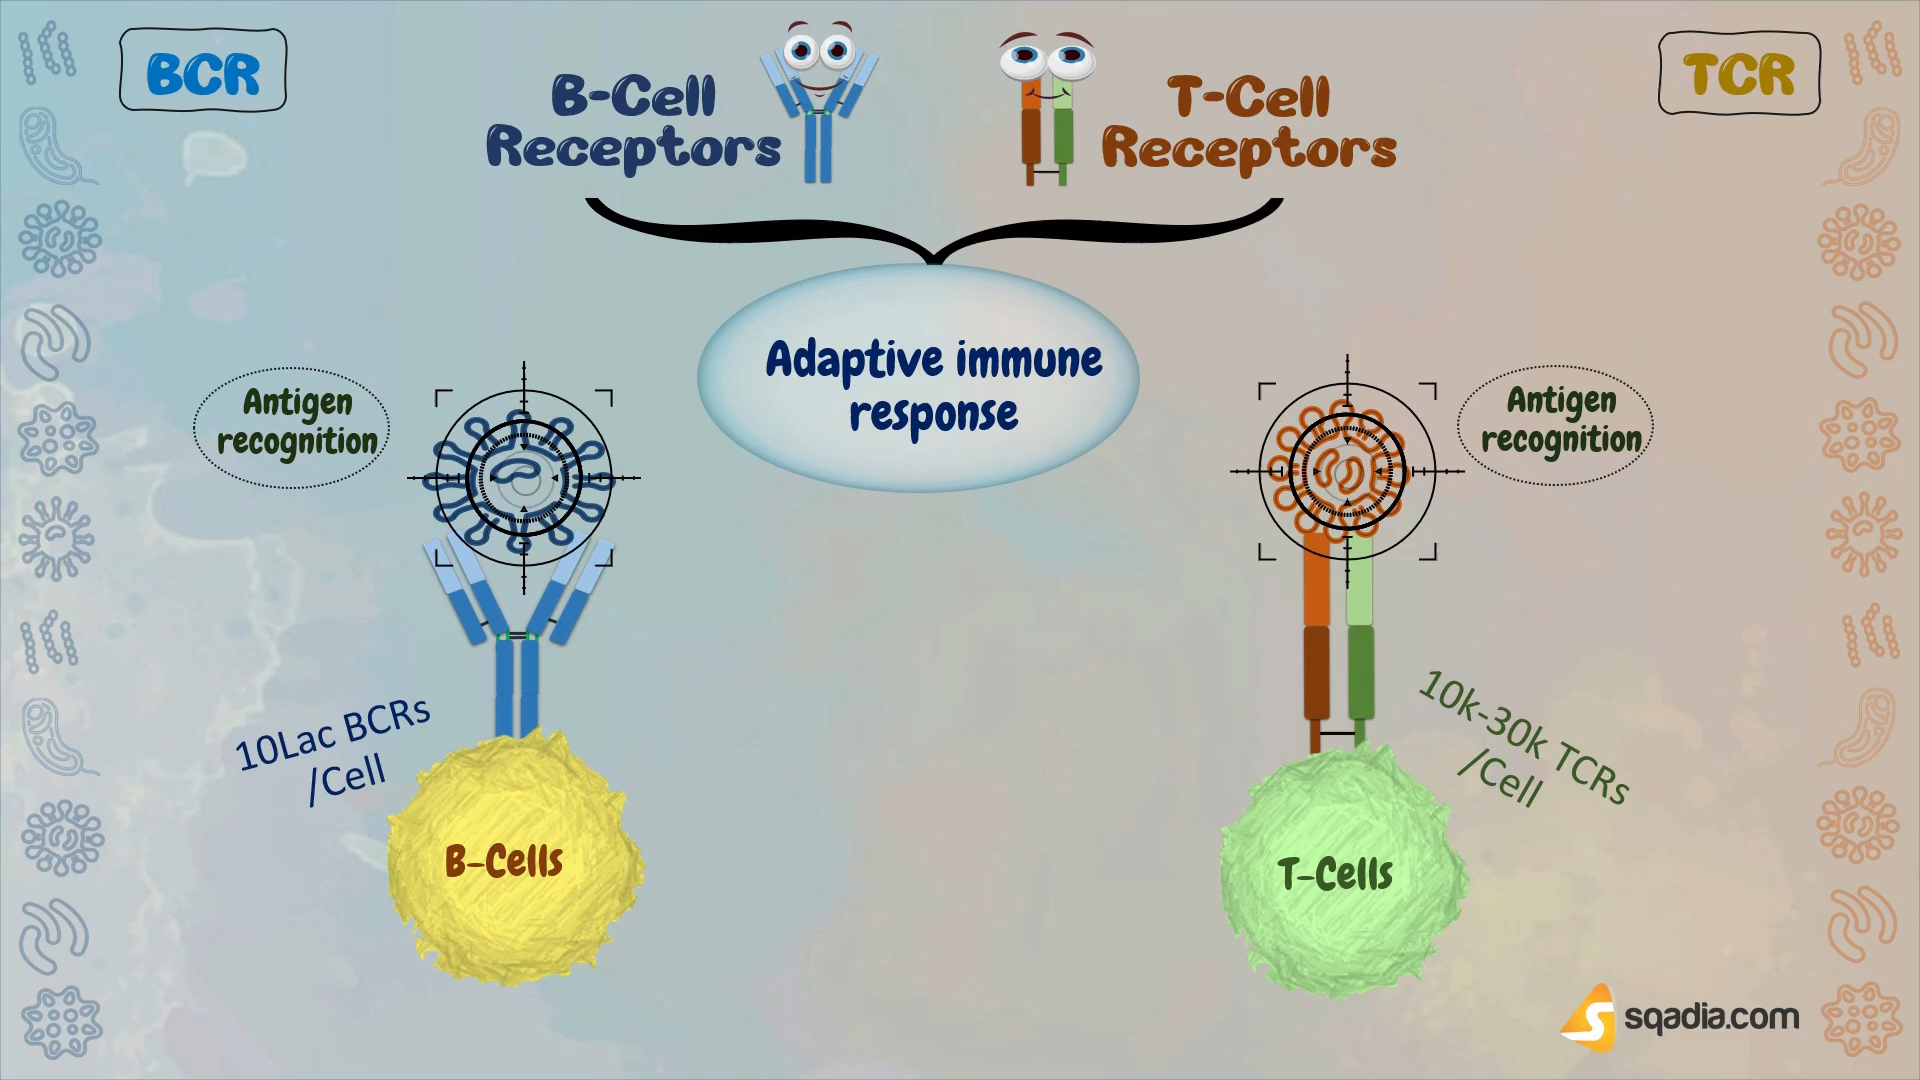 BCR
B-Cell
Receptors
T-Cell
Receptors
TCR
Adaptive immune
response
Antigen
recognition
Antigen
recognition
10Lac BCRs
/Cell
10k-30k TCRs
/Cell
B-Cells
T-Cells
sqadia.com